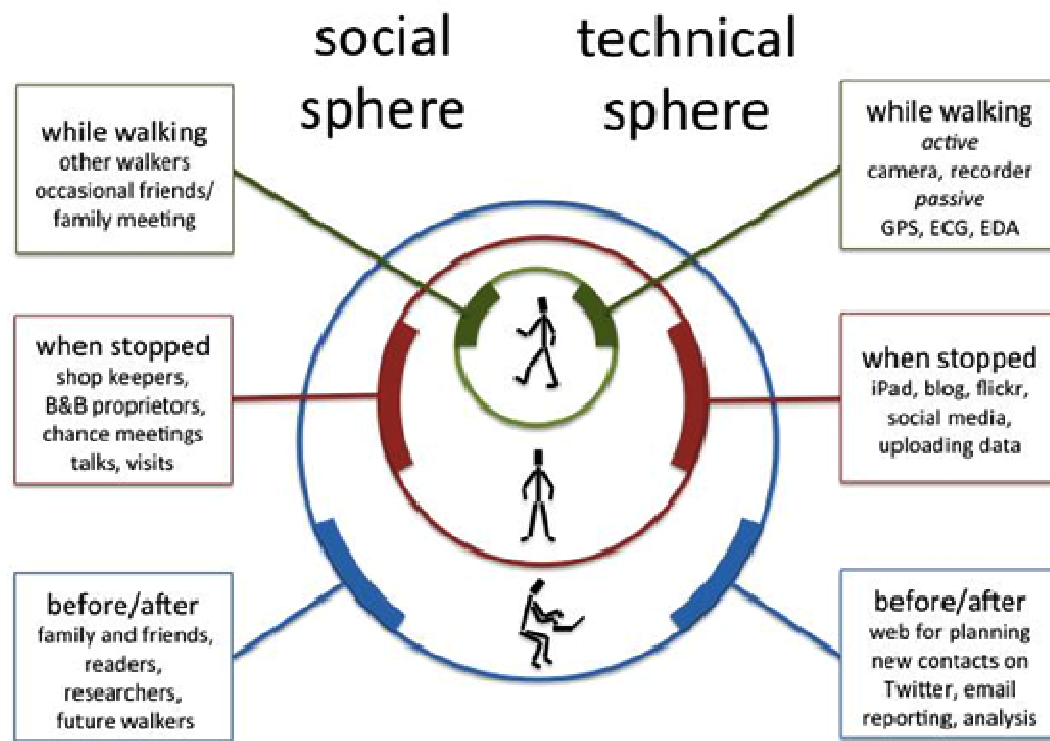 social
sphere
technical
sphere
while walking
other walkers
occasional friends/
family meeting
when stopped
shop keepers,
B&B proprietors,
chance meetings
talks, visits
before/after
family and friends,
readers,
researchers,
future walkers
while walking
active
camera, recorder
passive
GPS, ECG, EDA
when stopped
iPad, blog, flickr,
social media,
uploading data
before/after
web for planning
new contacts on
Twitter, email
reporting, analysis